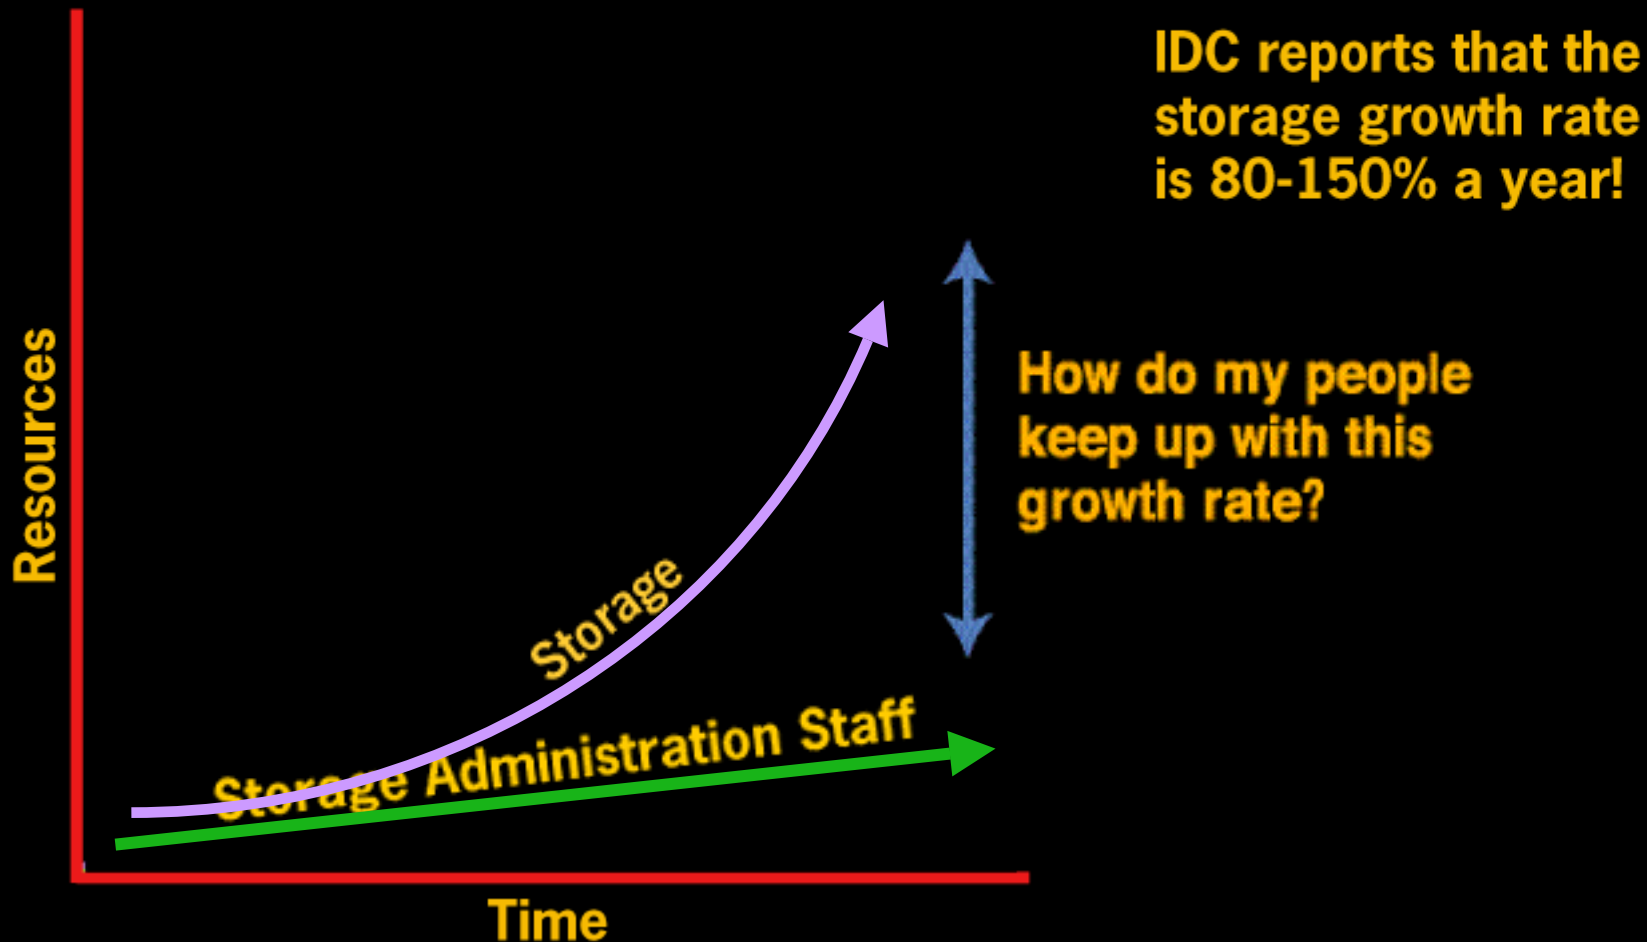 IDC reports that the
storage growth rate
is 80-150% a year!
Resources
How do my people
keep up with this
growth rate?
Storage
Storage Administration Staff
Time